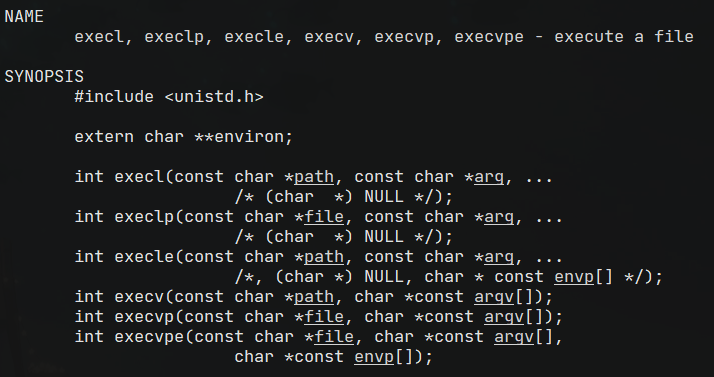 NAME
execl, execlp, execle, execv, execvp, execvpe - execute a file
SYNOPSIS
#include <unistd.h>
extern char **environ;
int execl(const char *path, const char *arg, ...
/* (char  *) NULL */);
int execlp(const char *file, const char *arg, ...
/* (char  *) NULL */);
int execle(const char *path, const char *arg, ...
/*, (char *) NULL, char * const envp[] */);
int execv(const char *path, char *const argv[]);
int execvp(const char *file, char *const argv[]);
int execvpe(const char *file, char *const argv[],
char *const envp[]);